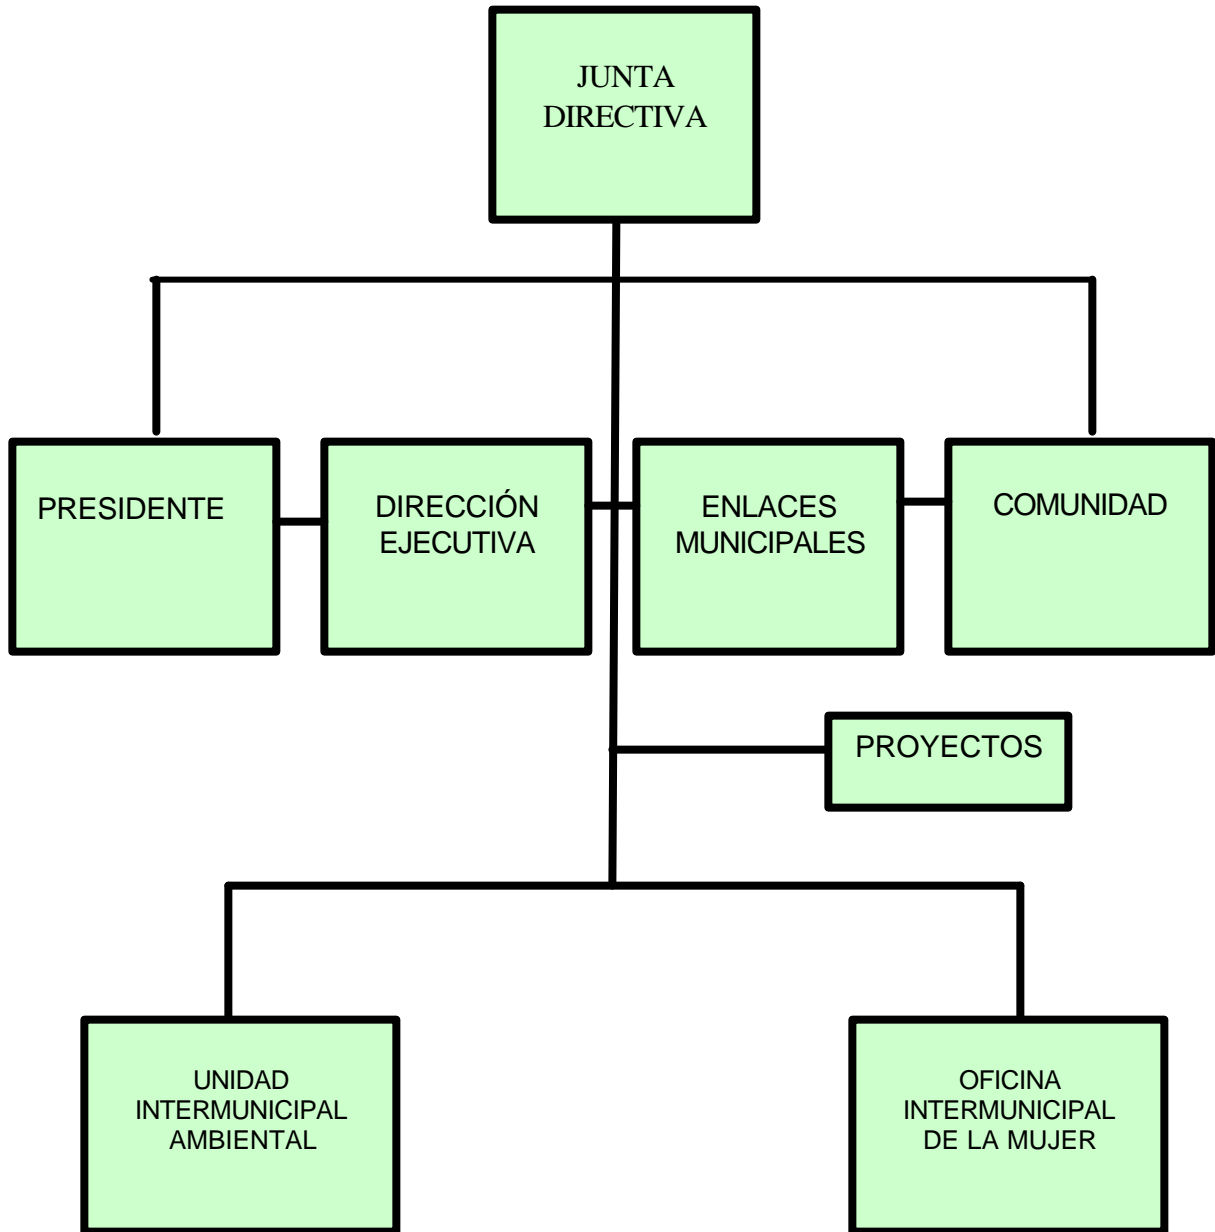 JUNTA
DIRECTIVA
PRESIDENTE
DIRECCIÓN
EJECUTIVA
ENLACES
MUNICIPALES
COMUNIDAD
PROYECTOS
UNIDAD
INTERMUNICIPAL
AMBIENTAL
OFICINA
INTERMUNICIPAL
DE LA MUJER